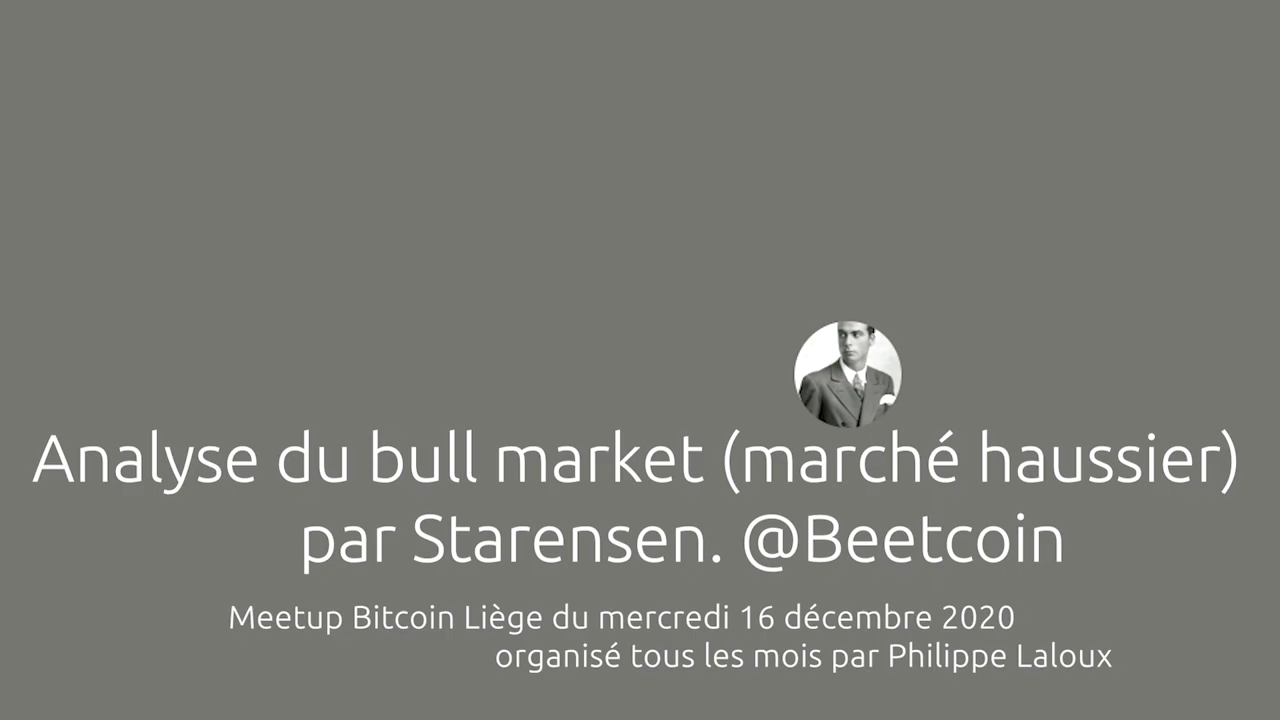 Analyse du bull market (marché haussier)
par Starensen. @Beetcoin
Meetup Bitcoin Liège du mercredi 16 décembre 2020
organisé tous les mois par Philippe Laloux